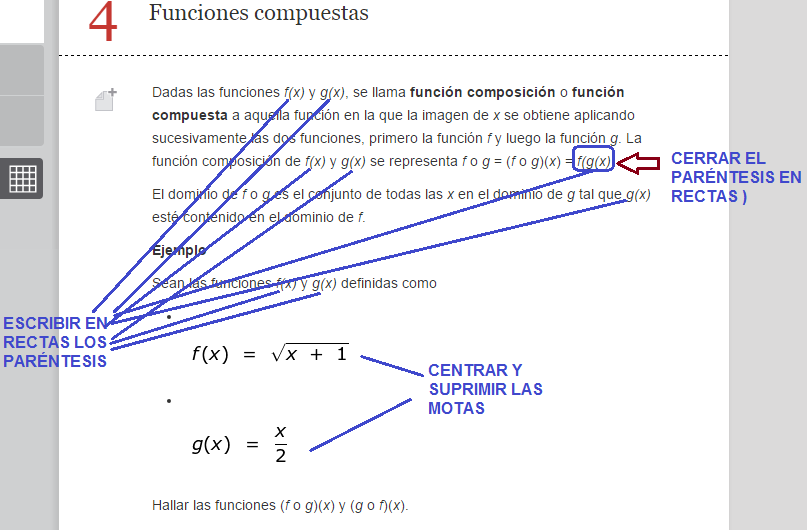 4 Funciones compuestas
Dadas las funciones f(x) y g(x), se llama función composición o función
compuesta a aquella función en la que la imagen de x se obtiene aplicando
sucesivamente las dos funciones, primero la función f y luego la función g. La
función composición de f(x) y g(x) se representa f o g = (f o g)(x) = f(g(x)
CERRAR EL
PARÉNTESIS EN
RECTAS )
El dominio de f o g es el conjunto de todas las x en el dominio de g tal que g(x)
esté contenido en el dominio de f.
Ejemplo
Sean las funciones f(x) y g(x) definidas como
ESCRIBIR EN
RECTAS LOS
PARÉNTESIS
•
f(x) = √x + 1
CENTRAR Y
SUPRIMIR LAS
MOTAS
•
g(x) = x/2
Hallar las funciones (f o g)(x) y (g o f)(x).